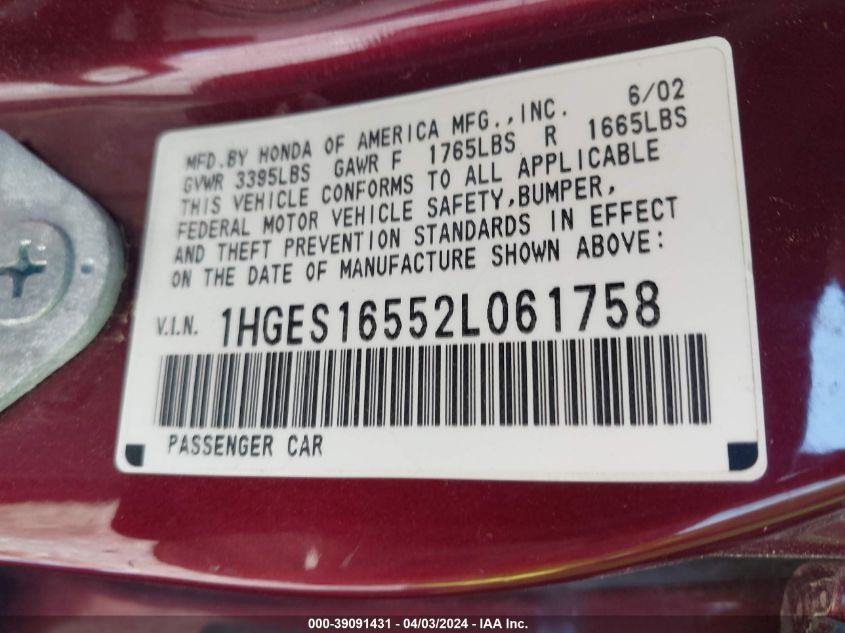 6/02
MFD.BY HONDA OF AMERICA MFG.,INC.
GVWR 3395LBS GAWR F 1765LBS R 1665LBS
THIS VEHICLE CONFORMS TO ALL APPLICABLE
FEDERAL MOTOR VEHICLE SAFETY,BUMPER,
AND THEFT PREVENTION STANDARDS IN EFFECT
ON THE DATE OF MANUFACTURE SHOWN ABOVE:
V.I.N. 1HGES16552L061758
PASSENGER CAR
000-39091431 - 04/03/2024 - IAA Inc.